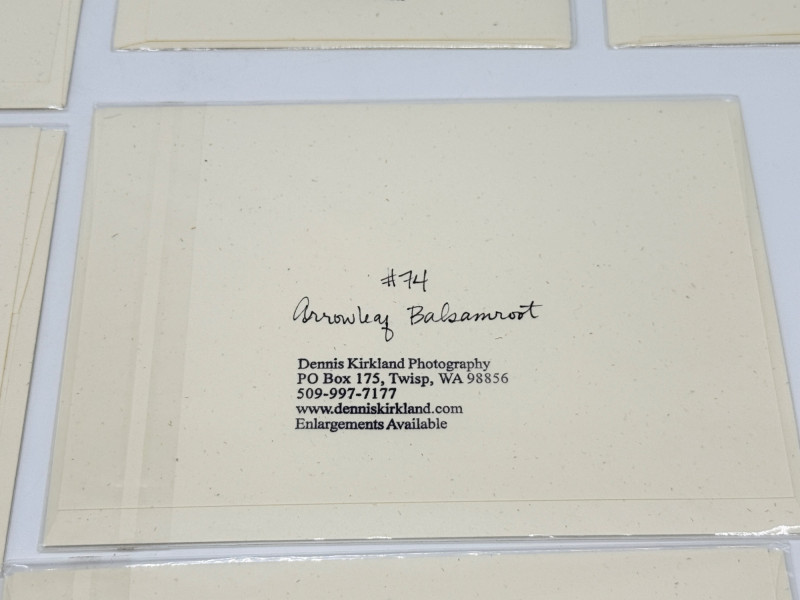 #74
Arrowleaf Balsamroot
Dennis Kirkland Photography
PO Box 175, Twisp, WA 98856
509-997-7177
www.denniskirkland.com
Enlargements Available